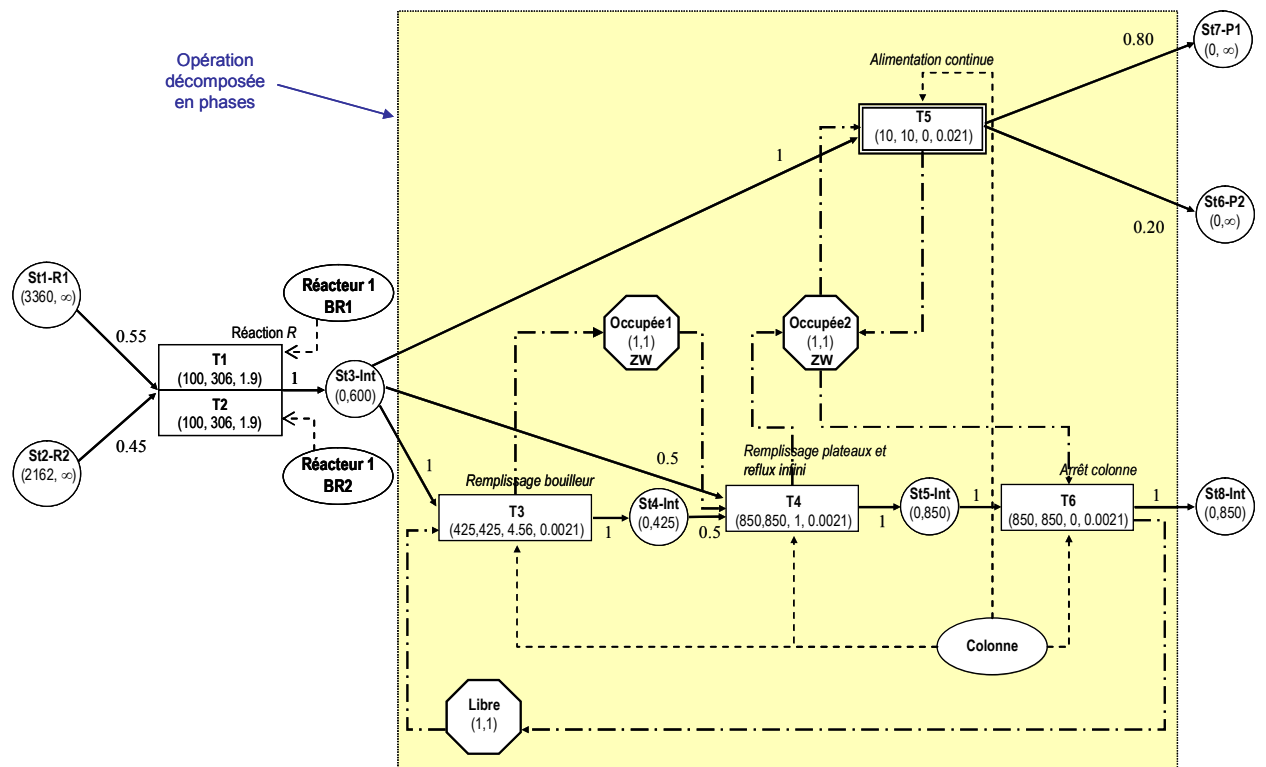 Opération
décomposée
en phases
St7-P1
(0, ∞)
0.80
Alimentation continue
T5
(10, 10, 0, 0.021)
1
St6-P2
(0,∞)
0.20
St1-R1
(3360, ∞)
Réacteur 1
BR1
Occupée1
(1,1)
ZW
Occupée2
(1,1)
ZW
0.55
Réaction R
T1
(100, 306, 1.9)
1
T2
(100, 306, 1.9)
St3-Int
(0,600)
0.45
St2-R2
(2162, ∞)
Réacteur 1
BR2
1
0.5
Remplissage bouilleur
Remplissage plateaux et
reflux infini
Arrêt colonne
T3
(425,425, 4.56, 0.0021)
1
St4-Int
(0,425)
0.5
T4
(850,850, 1, 0.0021)
1
St5-Int
(0,850)
1
T6
(850, 850, 0, 0.0021)
1
St8-Int
(0,850)
Colonne
Libre
(1,1)